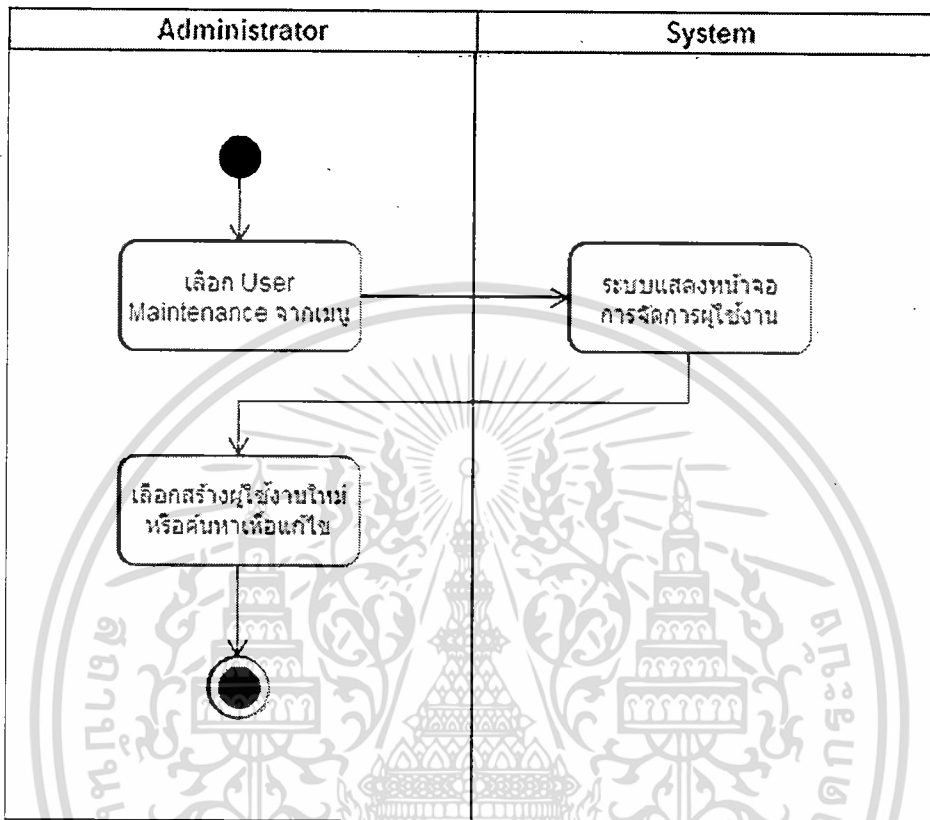 Administrator
System
เลือก User
Maintenance จากเมนู
ระบบแสดงหน้าจอ
การจัดการผู้ใช้งาน
เลือกสร้างผู้ใช้งานใหม่
หรือค้นหาเพื่อแก้ไข